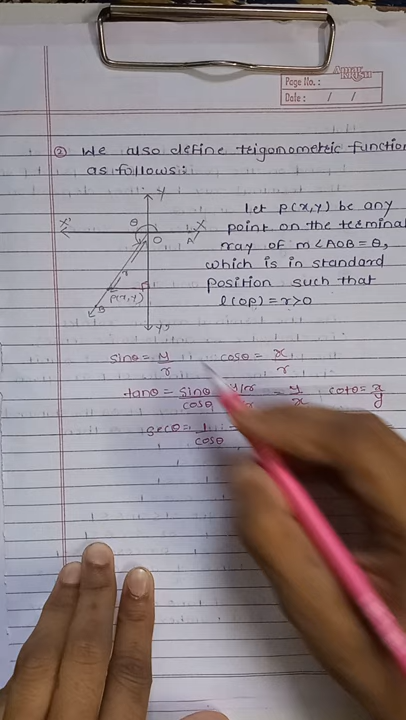 Page No. :
Date : / /
② We also define trigonometric function
as follows:
Y
X' θ X
O A
r
P(x,y)
B
let P(x,y) be any
point on the terminal
ray of m∠AOB = θ,
which is in standard
position such that
l(OP) = r>0
sinθ = y/r cosθ = x/r
tanθ = sinθ/cosθ y/r = y/x cotθ = x/y
secθ = 1/cosθ =